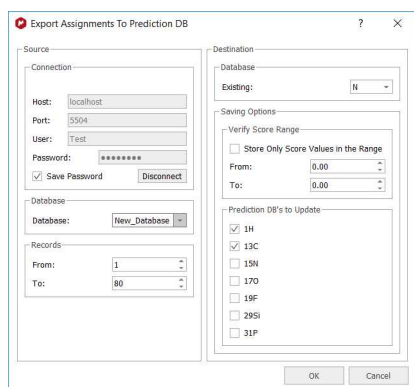 Export Assignments To Prediction DB ? ×
Source
Connection
Host: localhost
Port: 5504
User: Test
Password: ●●●●●●●●
Save Password Disconnect
Database
Database: New_Database
Records
From: 1
To: 80
Destination
Database
Existing: N
Saving Options
Verify Score Range
Store Only Score Values in the Range
From: 0.00
To: 0.00
Prediction DB's to Update
1H
13C
15N
17O
19F
29Si
31P
OK Cancel